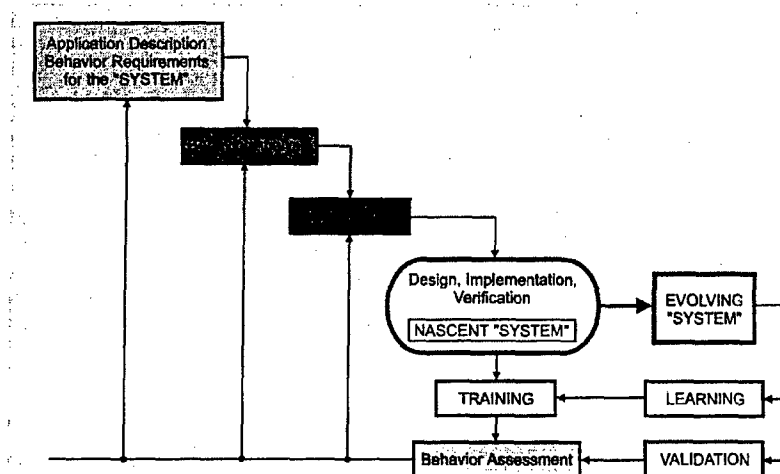 Application Description
Behavior Requirements
for the "SYSTEM"
Design, Implementation,
Verification
NASCENT "SYSTEM"
EVOLVING
"SYSTEM"
TRAINING
LEARNING
Behavior Assessment
VALIDATION